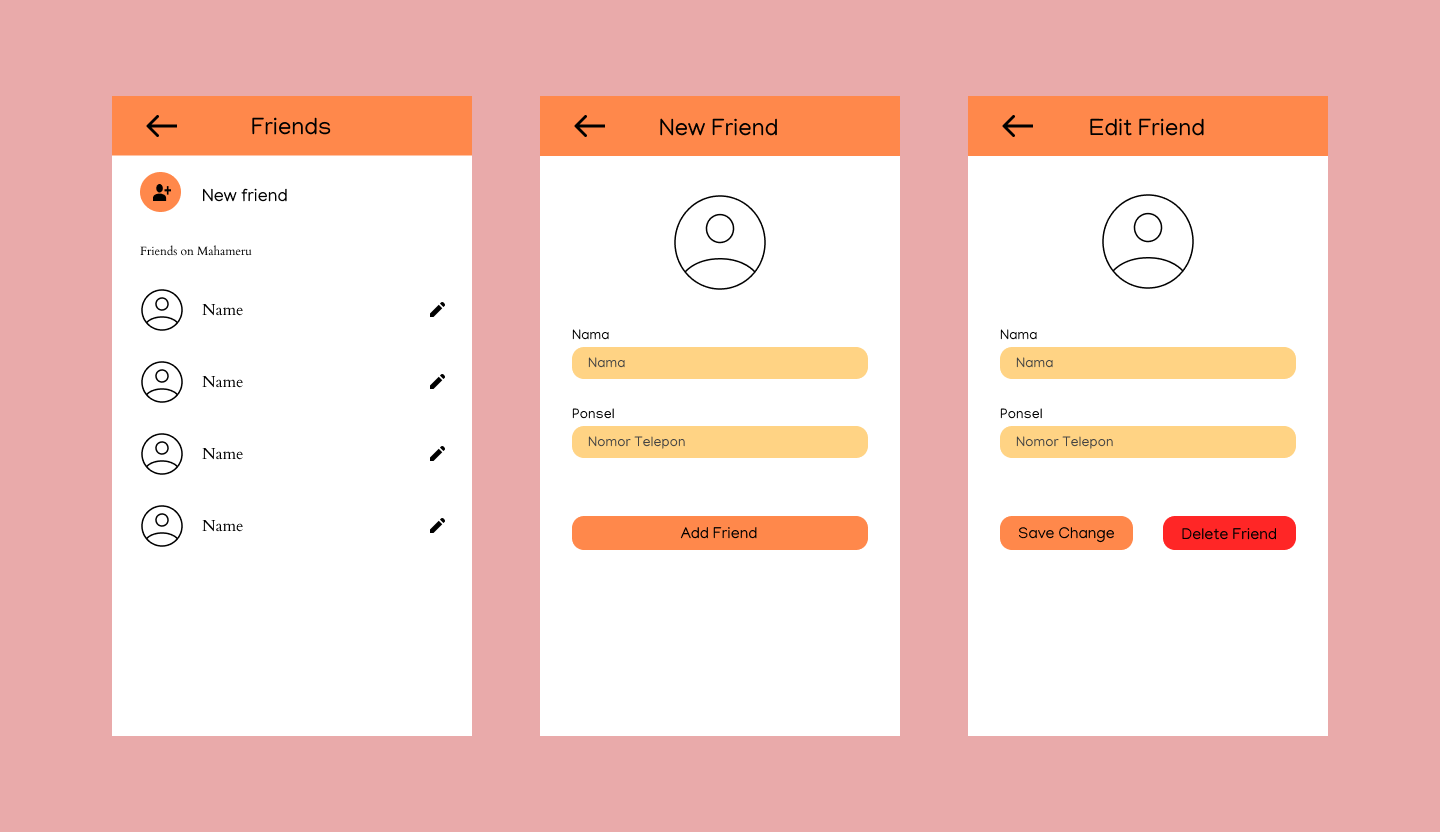 Friends
New friend
Friends on Mahameru
Name
Name
Name
Name
New Friend
Nama
Nama
Ponsel
Nomor Telepon
Add Friend
Edit Friend
Nama
Nama
Ponsel
Nomor Telepon
Save Change
Delete Friend